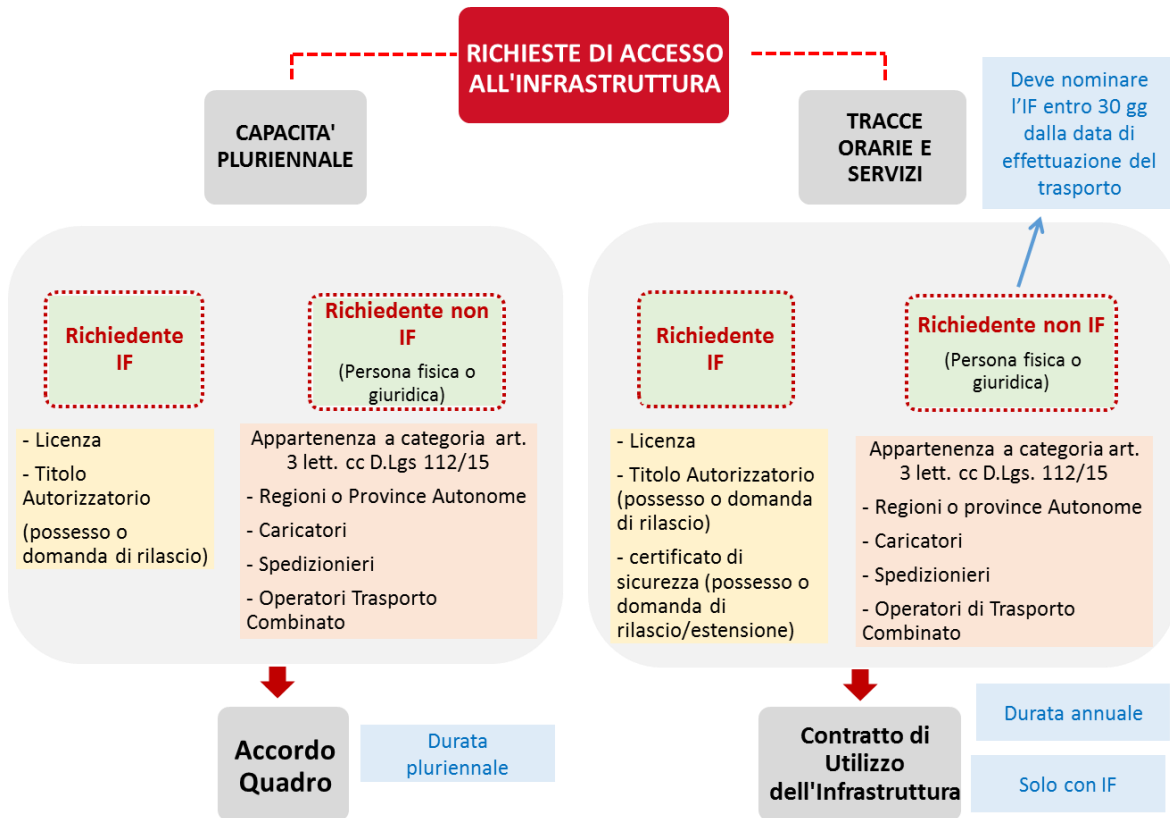 RICHIESTE DI ACCESSO
ALL'INFRASTRUTTURA
CAPACITA'
PLURIENNALE
TRACCE
ORARIE E
SERVIZI
Deve nominare
l'IF entro 30 gg
dalla data di
effettuazione del
trasporto
Richiedente
IF
Richiedente non
IF
(Persona fisica o
giuridica)
- Licenza
- Titolo
Autorizzatorio
(possesso o
domanda di rilascio)
Appartenenza a categoria art.
3 lett. cc D.Lgs 112/15
- Regioni o Province Autonome
- Caricatori
- Spedizionieri
- Operatori Trasporto
Combinato
Richiedente
IF
Richiedente non IF
(Persona fisica o
giuridica)
- Licenza
- Titolo Autorizzatorio
(possesso o domanda
di rilascio)
- certificato di
sicurezza (possesso o
domanda di
rilascio/estensione)
Appartenenza a categoria art.
3 lett. cc D.Lgs. 112/15
- Regioni o province Autonome
- Caricatori
- Spedizionieri
- Operatori di Trasporto
Combinato
Accordo
Quadro
Durata
pluriennale
Contratto di
Utilizzo
dell'Infrastruttura
Durata annuale
Solo con IF